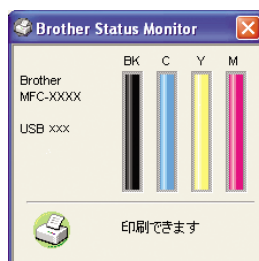 Brother Status Monitor
BK C Y M
Brother
MFC-XXXX
USB xxx
印刷できます